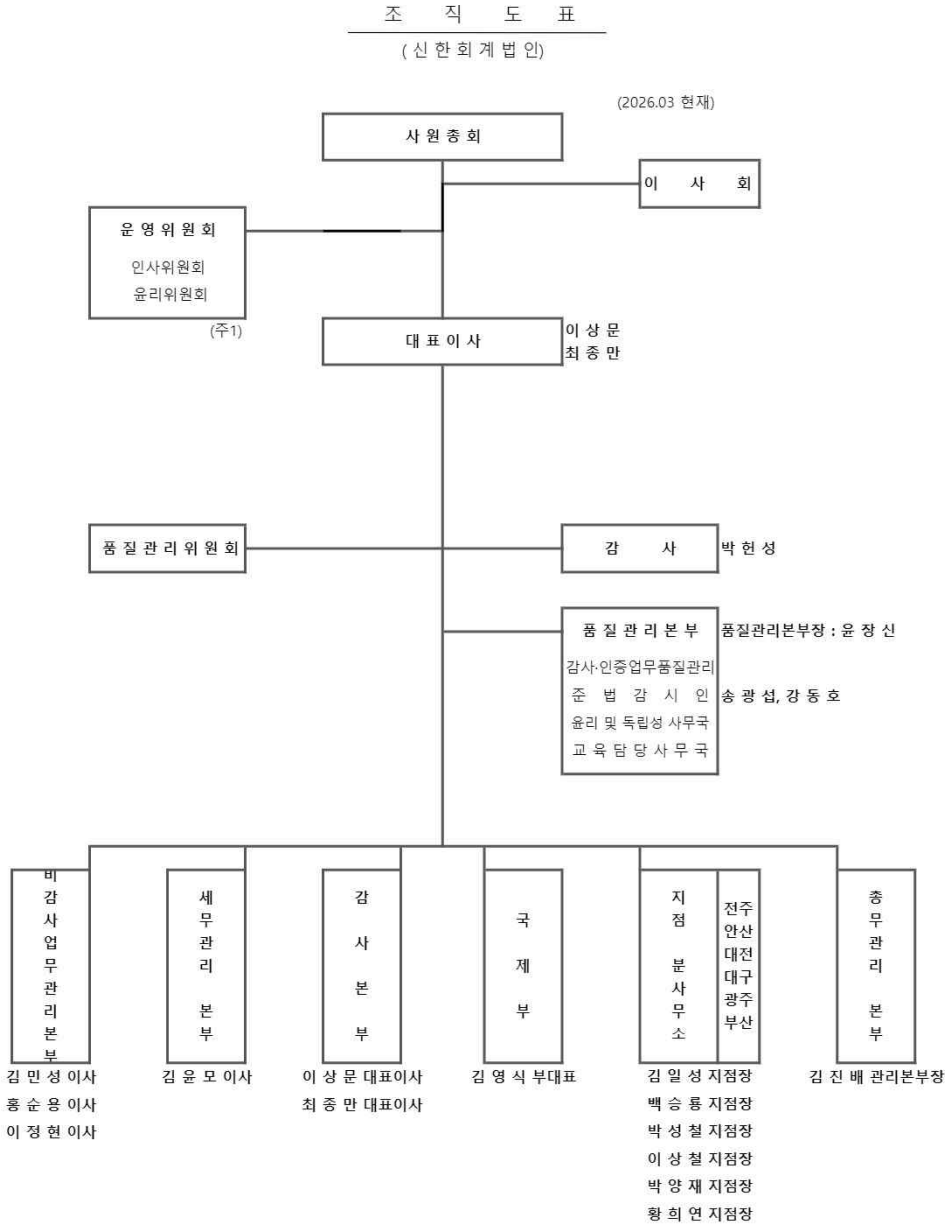 조 직 도 표
( 신 한 회 계 법 인)
(2026.03 현재)
사 원 총 회
이 사 회
운 영 위 원 회
인사위원회
윤리위원회
(주1)
대 표 이 사
이 상 문
최 종 만
품 질 관 리 위 원 회
감 사
박 헌 성
품 질 관 리 본 부
품질관리본부장 : 윤 장 신
감사·인증업무품질관리
준 법 감 시 인
송 광 섭, 강 동 호
윤리 및 독립성 사무국
교 육 담 당 사 무 국
비감사업무관리본부
세무관리 본부
감사본부
국제부
지점 분사무소
전주
안산
대전
대구
광주
부산
총무관리 본부
김 민 성 이사
홍 순 용 이사
이 정 현 이사
김 윤 모 이사
이 상 문 대표이사
최 종 만 대표이사
김 영 식 부대표
김 일 성 지점장
백 승 룡 지점장
박 성 철 지점장
이 상 철 지점장
박 양 재 지점장
황 희 연 지점장
김 진 배 관리본부장